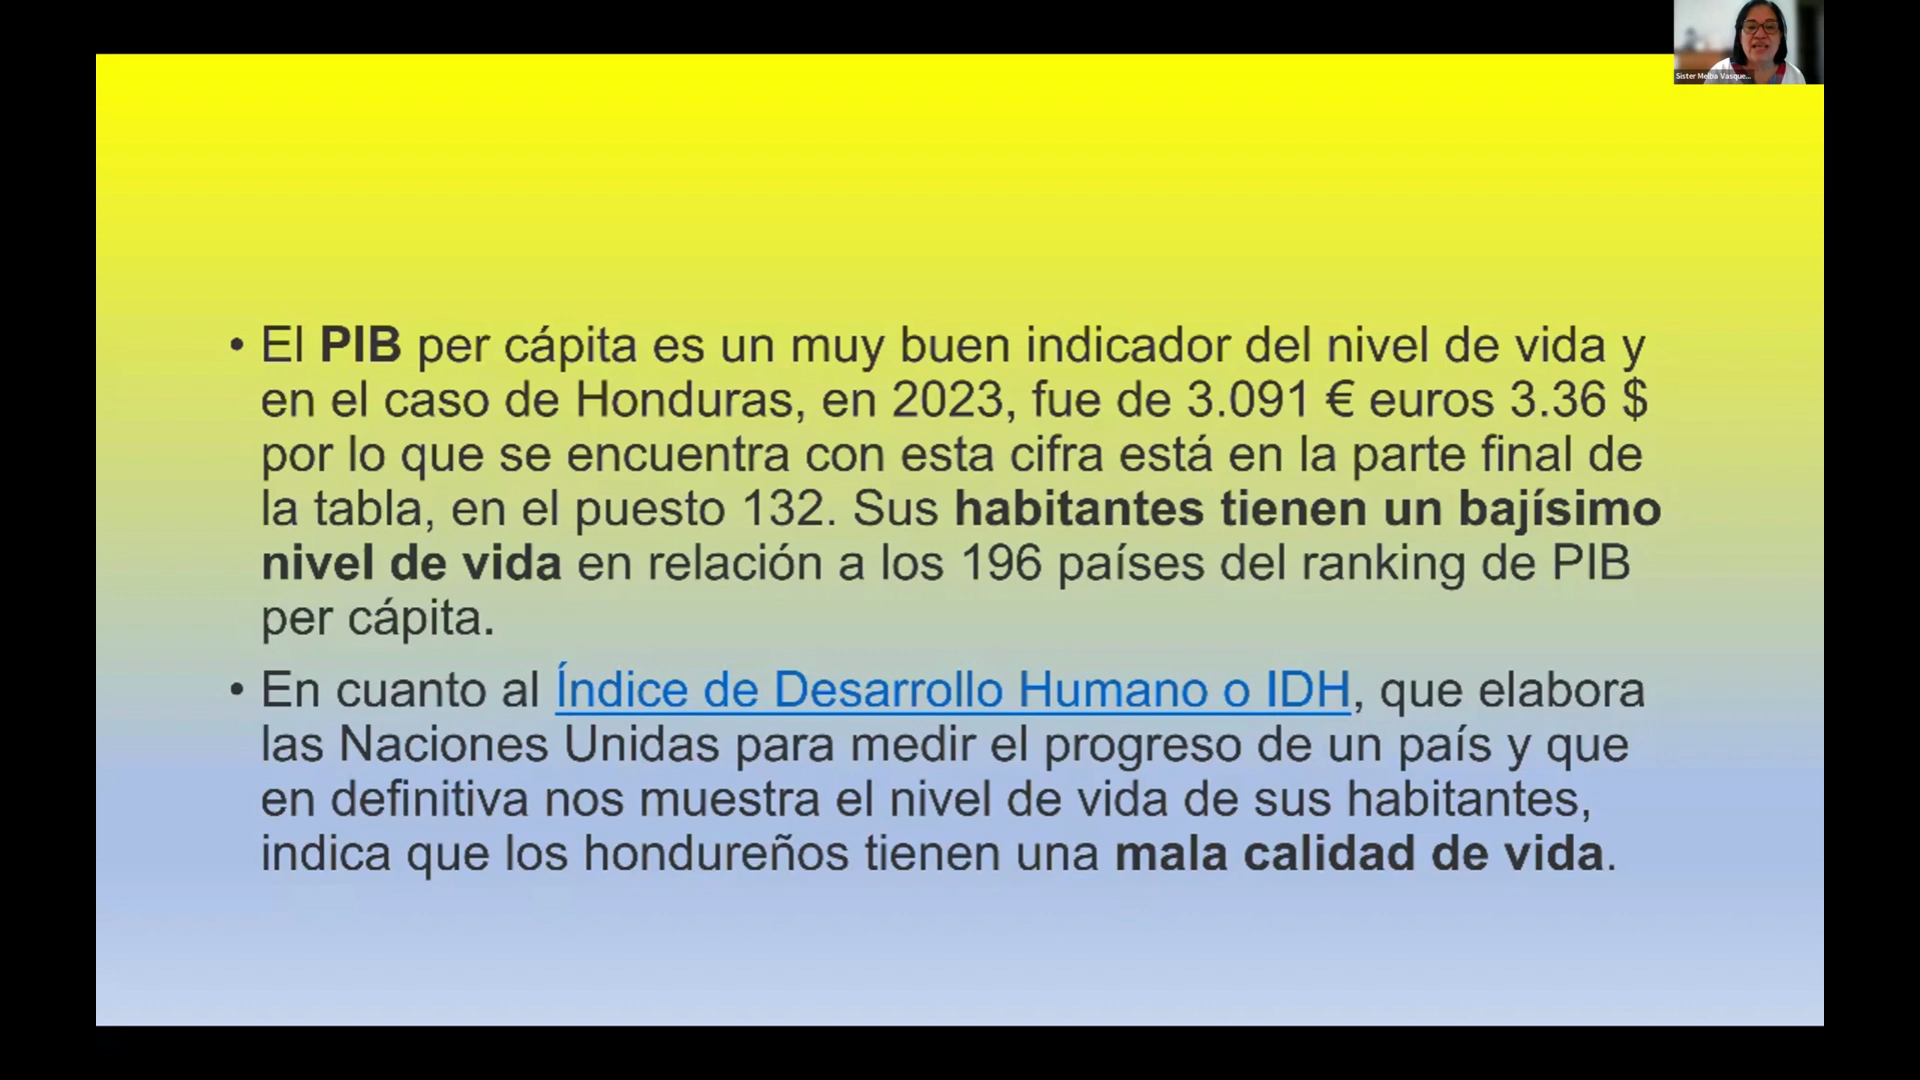 Sister Melba Vasque...
• El PIB per cápita es un muy buen indicador del nivel de vida y
en el caso de Honduras, en 2023, fue de 3.091 € euros 3.36 $
por lo que se encuentra con esta cifra está en la parte final de
la tabla, en el puesto 132. Sus habitantes tienen un bajísimo
nivel de vida en relación a los 196 países del ranking de PIB
per cápita.
• En cuanto al Índice de Desarrollo Humano o IDH, que elabora
las Naciones Unidas para medir el progreso de un país y que
en definitiva nos muestra el nivel de vida de sus habitantes,
indica que los hondureños tienen una mala calidad de vida.